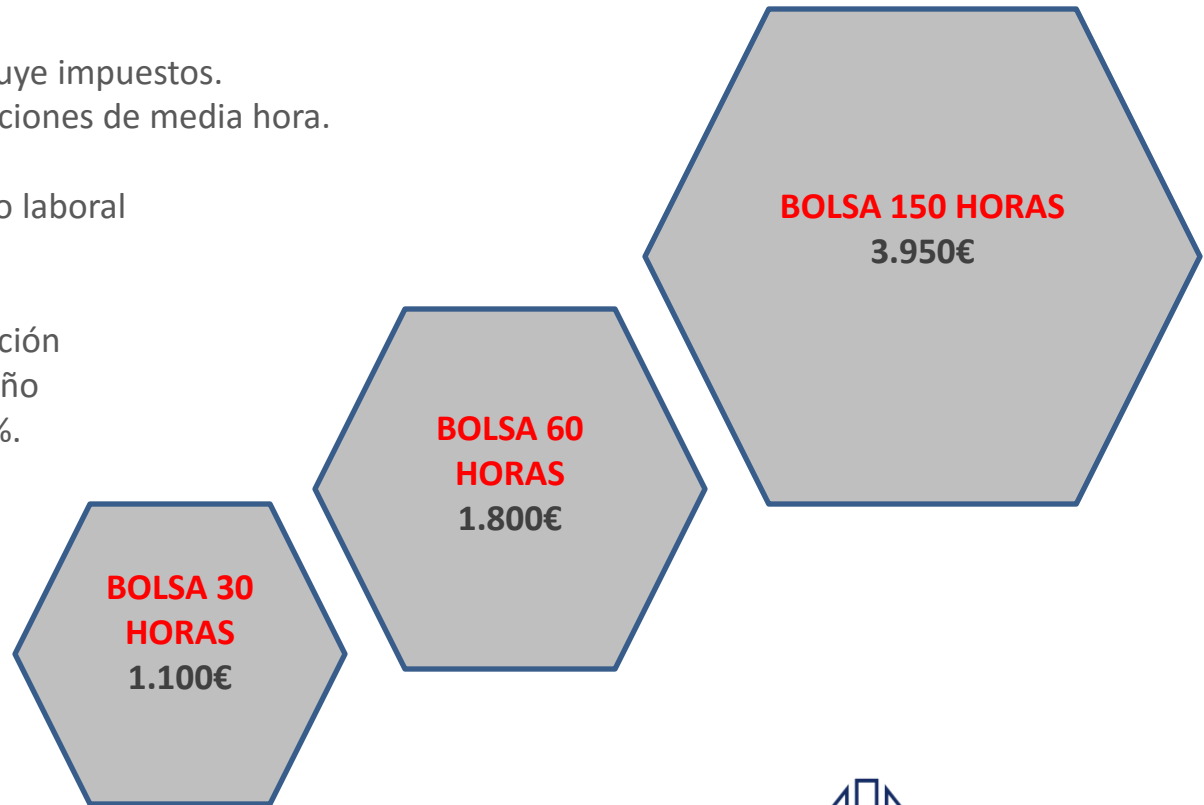 uye impuestos.
ciones de media hora.
o laboral
ción
ño
%.
BOLSA 150 HORAS
3.950€
BOLSA 60
HORAS
1.800€
BOLSA 30
HORAS
1.100€